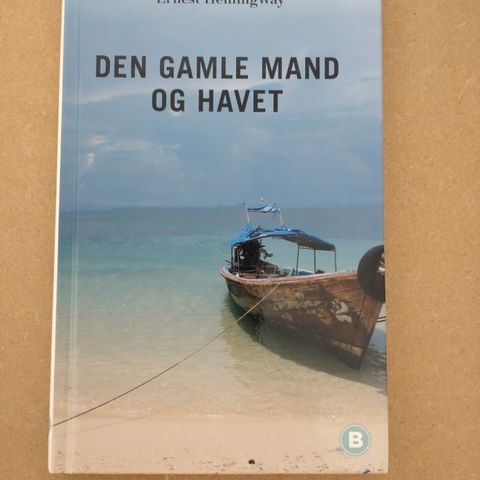 Ernest Hemingway
DEN GAMLE MAND
OG HAVET
B